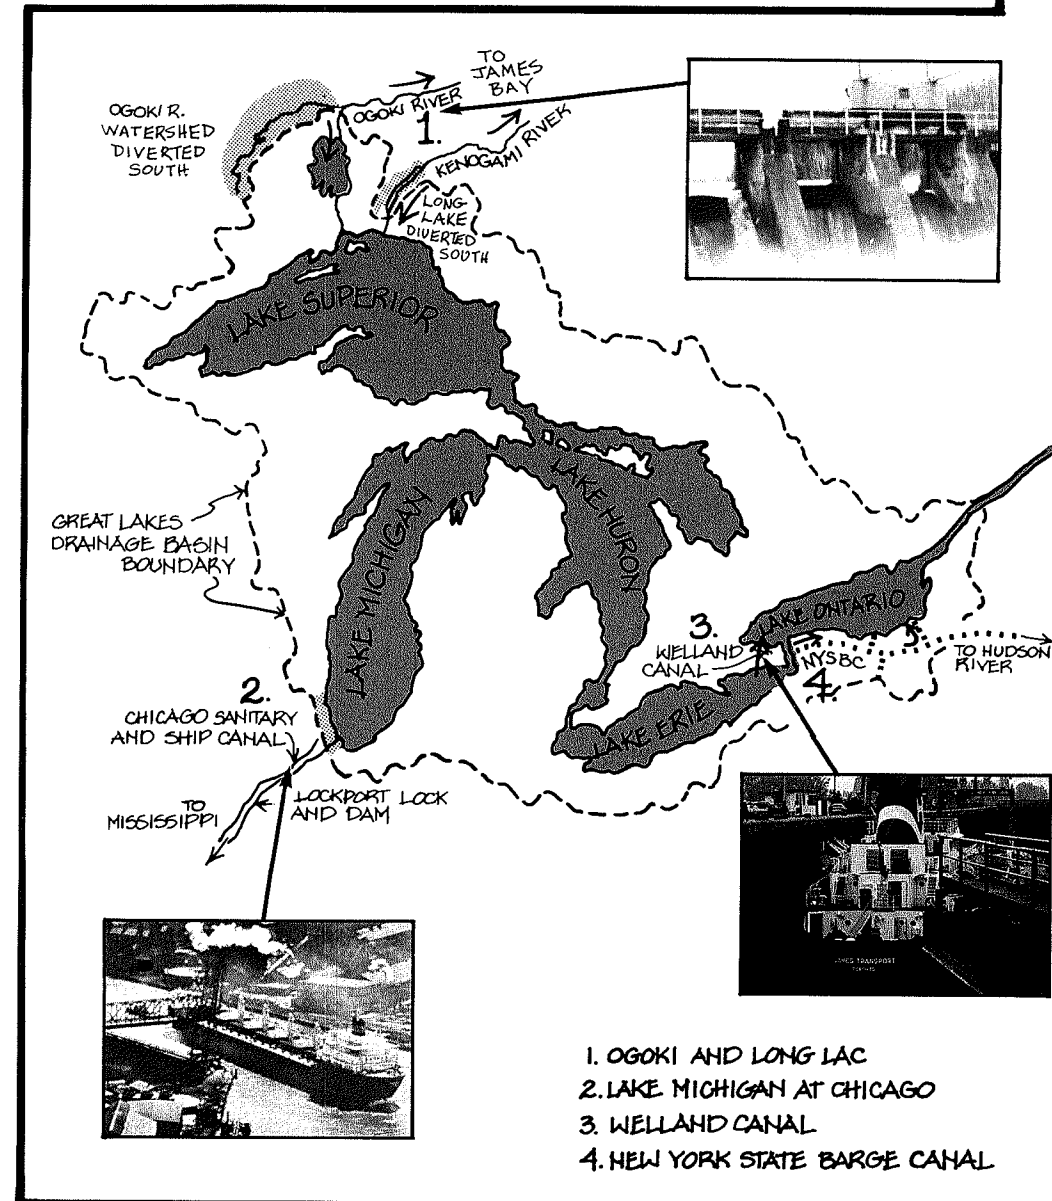 TO
JAMES
BAY
OGOKI R.
WATERSHED
DIVERTED
SOUTH
OGOKI RIVER
1.
KENOGAMI RIVER
LONG
LAKE
DIVERTED
SOUTH
LAKE SUPERIOR
LAKE MICHIGAN
LAKE HURON
GREAT LAKES
DRAINAGE BASIN
BOUNDARY
LAKE ONTARIO
3.
WELLAND
CANAL
NYSBC
4.
TO HUDSON
RIVER
LAKE ERIE
2.
CHICAGO SANITARY
AND SHIP CANAL
TO
MISSISSIPPI
LOCKPORT LOCK
AND DAM
TRANSPORT
TORONTO
1. OGOKI AND LONG LAC
2. LAKE MICHIGAN AT CHICAGO
3. WELLAND CANAL
4. NEW YORK STATE BARGE CANAL